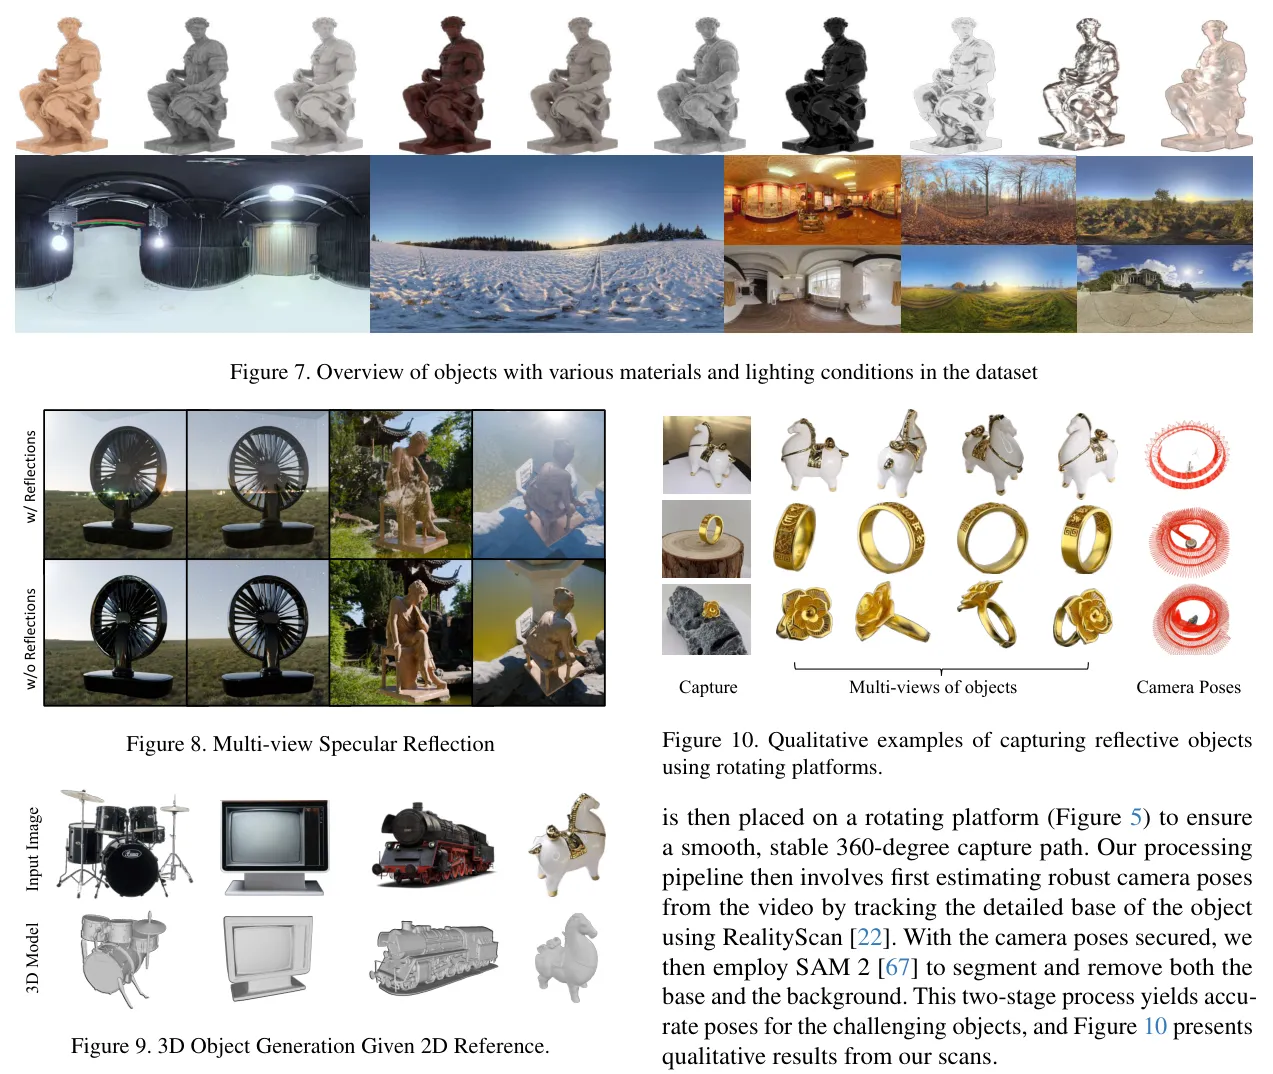 Figure 7. Overview of objects with various materials and lighting conditions in the dataset
w/ Reflections
w/o Reflections
Figure 8. Multi-view Specular Reflection
Input Image
3D Model
Figure 9. 3D Object Generation Given 2D Reference.
Capture
Multi-views of objects
Camera Poses
Figure 10. Qualitative examples of capturing reflective objects
using rotating platforms.
is then placed on a rotating platform (Figure 5) to ensure
a smooth, stable 360-degree capture path. Our processing
pipeline then involves first estimating robust camera poses
from the video by tracking the detailed base of the object
using RealityScan [22]. With the camera poses secured, we
then employ SAM 2 [67] to segment and remove both the
base and the background. This two-stage process yields accu-
rate poses for the challenging objects, and Figure 10 presents
qualitative results from our scans.